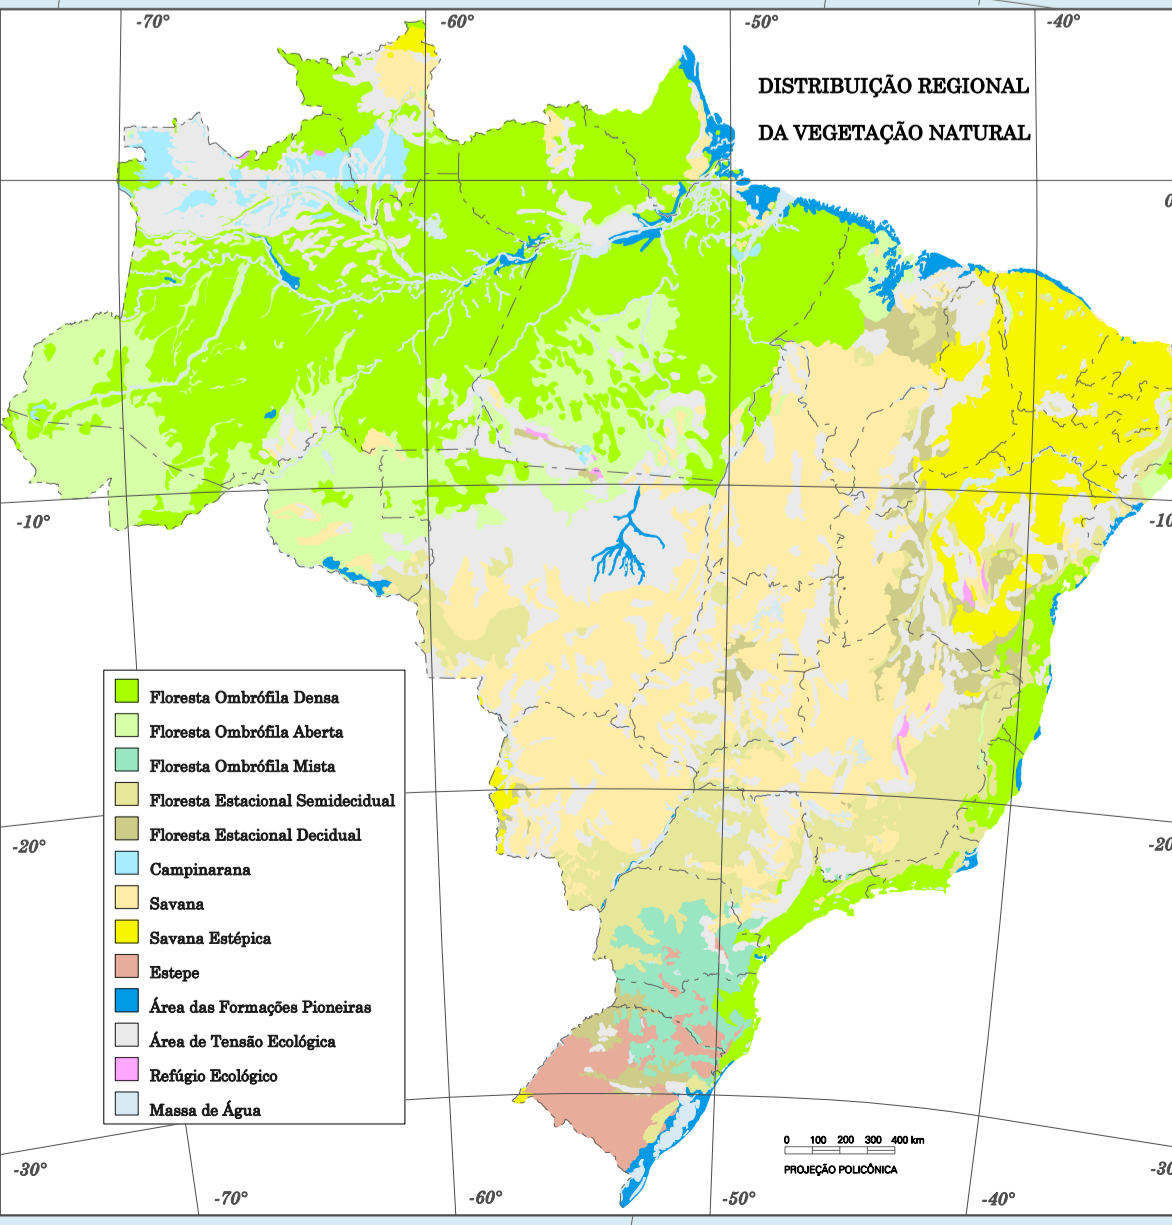 -70°
-60°
-50°
-40°
DISTRIBUIÇÃO REGIONAL
DA VEGETAÇÃO NATURAL
0
-10°
-10
Floresta Ombrófila Densa
Floresta Ombrófila Aberta
Floresta Ombrófila Mista
Floresta Estacional Semidecidual
Floresta Estacional Decidual
Campinarana
Savana
Savana Estépica
Estepe
Área das Formações Pioneiras
Área de Tensão Ecológica
Refúgio Ecológico
Massa de Água
-20°
-20
0 100 200 300 400 km
PROJEÇÃO POLICÔNICA
-30°
-30
-70°
-60°
-50°
-40°